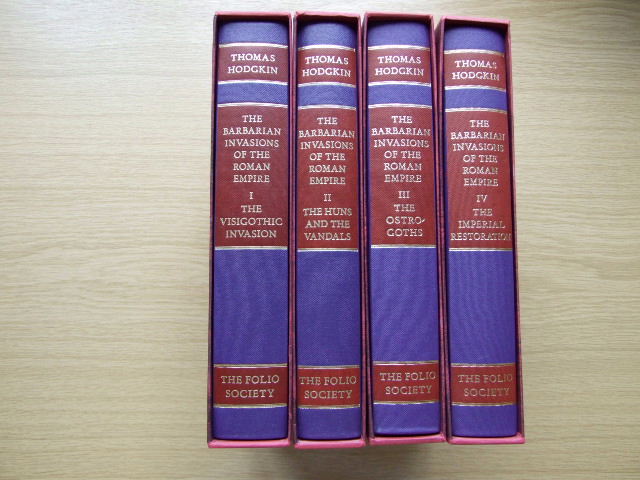 THOMAS
HODGKIN
THE
BARBARIAN
INVASIONS
OF THE
ROMAN
EMPIRE
I
THE
VISIGOTHIC
INVASION
THE FOLIO
SOCIETY
THOMAS
HODGKIN
THE
BARBARIAN
INVASIONS
OF THE
ROMAN
EMPIRE
II
THE HUNS
AND THE
VANDALS
THE FOLIO
SOCIETY
THOMAS
HODGKIN
THE
BARBARIAN
INVASIONS
OF THE
ROMAN
EMPIRE
III
THE
OSTRO-
GOTHS
THE FOLIO
SOCIETY
THOMAS
HODGKIN
THE
BARBARIAN
INVASIONS
OF THE
ROMAN
EMPIRE
IV
THE
IMPERIAL
RESTORATION
THE FOLIO
SOCIETY